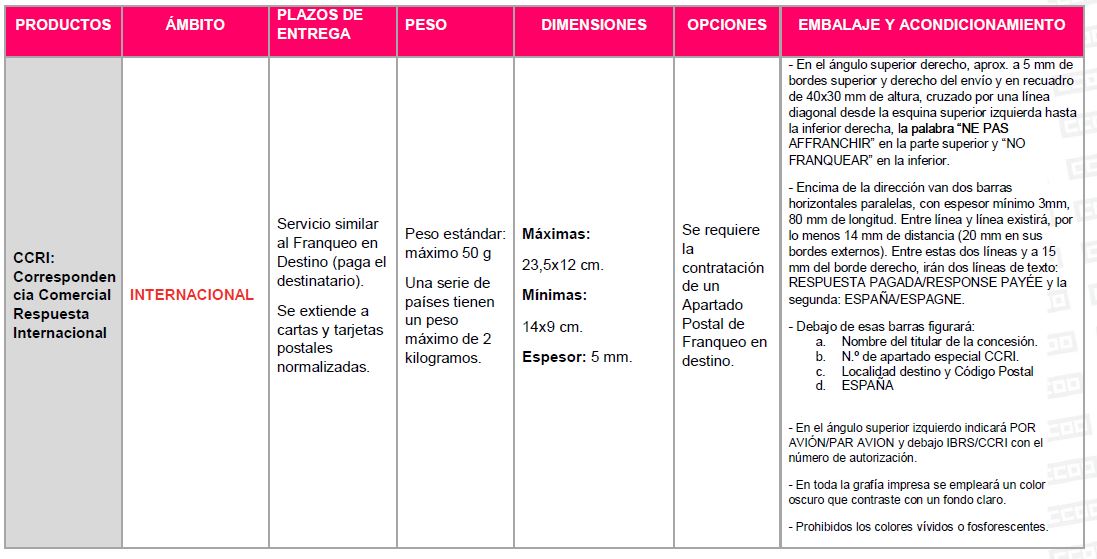 PRODUCTOS
ÁMBITO
PLAZOS DE
ENTREGA
PESO
DIMENSIONES
OPCIONES
EMBALAJE Y ACONDICIONAMIENTO
CCRI:
Corresponden
cia Comercial
Respuesta
Internacional
INTERNACIONAL
Servicio similar
al Franqueo en
Destino (paga el
destinatario).
Se extiende a
cartas y tarjetas
postales
normalizadas.
Peso estándar:
máximo 50 g
Una serie de
países tienen
un peso
máximo de 2
kilogramos.
Máximas:
23,5x12 cm.
Mínimas:
14x9 cm.
Espesor: 5 mm.
Se requiere
la
contratación
de un
Apartado
Postal de
Franqueo en
destino.
- En el ángulo superior derecho, aprox. a 5 mm de
bordes superior y derecho del envío y en recuadro
de 40x30 mm de altura, cruzado por una línea
diagonal desde la esquina superior izquierda hasta
la inferior derecha, la palabra “NE PAS
AFFRANCHIR” en la parte superior y “NO
FRANQUEAR” en la inferior.
- Encima de la dirección van dos barras
horizontales paralelas, con espesor mínimo 3mm,
80 mm de longitud. Entre línea y línea existirá, por
lo menos 14 mm de distancia (20 mm en sus
bordes externos). Entre estas dos líneas y a 15
mm del borde derecho, irán dos líneas de texto:
RESPUESTA PAGADA/RESPONSE PAYÉE y la
segunda: ESPAÑA/ESPAGNE.
- Debajo de esas barras figurará:
a. Nombre del titular de la concesión.
b. N.º de apartado especial CCRI.
c. Localidad destino y Código Postal
d. ESPAÑA
- En el ángulo superior izquierdo indicará POR
AVIÓN/PAR AVION y debajo IBRS/CCRI con el
número de autorización.
- En toda la grafía impresa se empleará un color
oscuro que contraste con un fondo claro.
- Prohibidos los colores vívidos o fosforescentes.